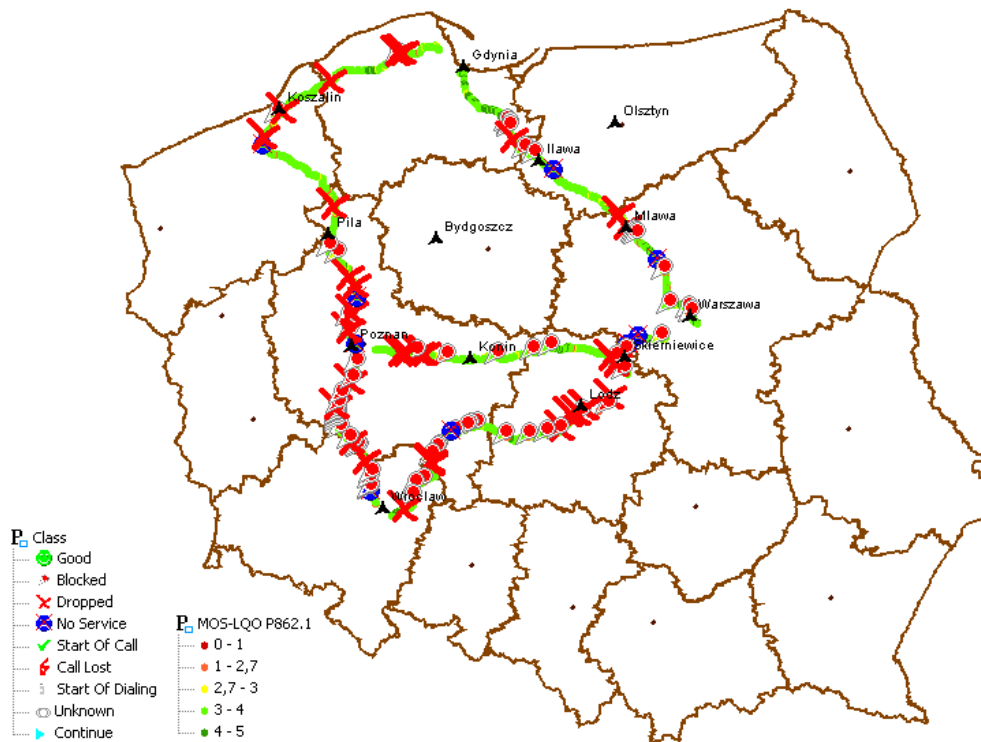 Gdynia
Koszalin
Olsztyn
Ilawa
Mlawa
Pila
Bydgoszcz
Warszawa
Poznan
Konin
Skierniewice
Lodz
Wroclaw
P Class
Good
Blocked
Dropped
No Service
Start Of Call
Call Lost
Start Of Dialing
Unknown
Continue
P MOS-LQO P862.1
0 - 1
1 - 2,7
2,7 - 3
3 - 4
4 - 5